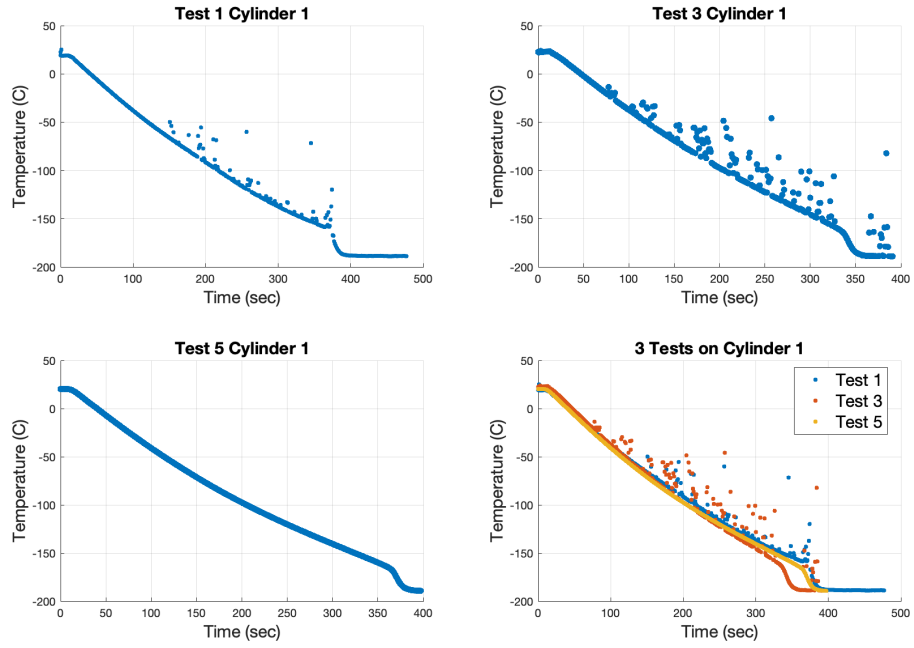 Test 1 Cylinder 1
50
0
-50
-100
-150
-200
Temperature (C)
0 100 200 300 400 500
Time (sec)
Test 3 Cylinder 1
50
0
-50
-100
-150
-200
Temperature (C)
0 50 100 150 200 250 300 350 400
Time (sec)
Test 5 Cylinder 1
50
0
-50
-100
-150
-200
Temperature (C)
0 50 100 150 200 250 300 350 400
Time (sec)
3 Tests on Cylinder 1
Test 1
Test 3
Test 5
50
0
-50
-100
-150
-200
Temperature (C)
0 100 200 300 400 500
Time (sec)